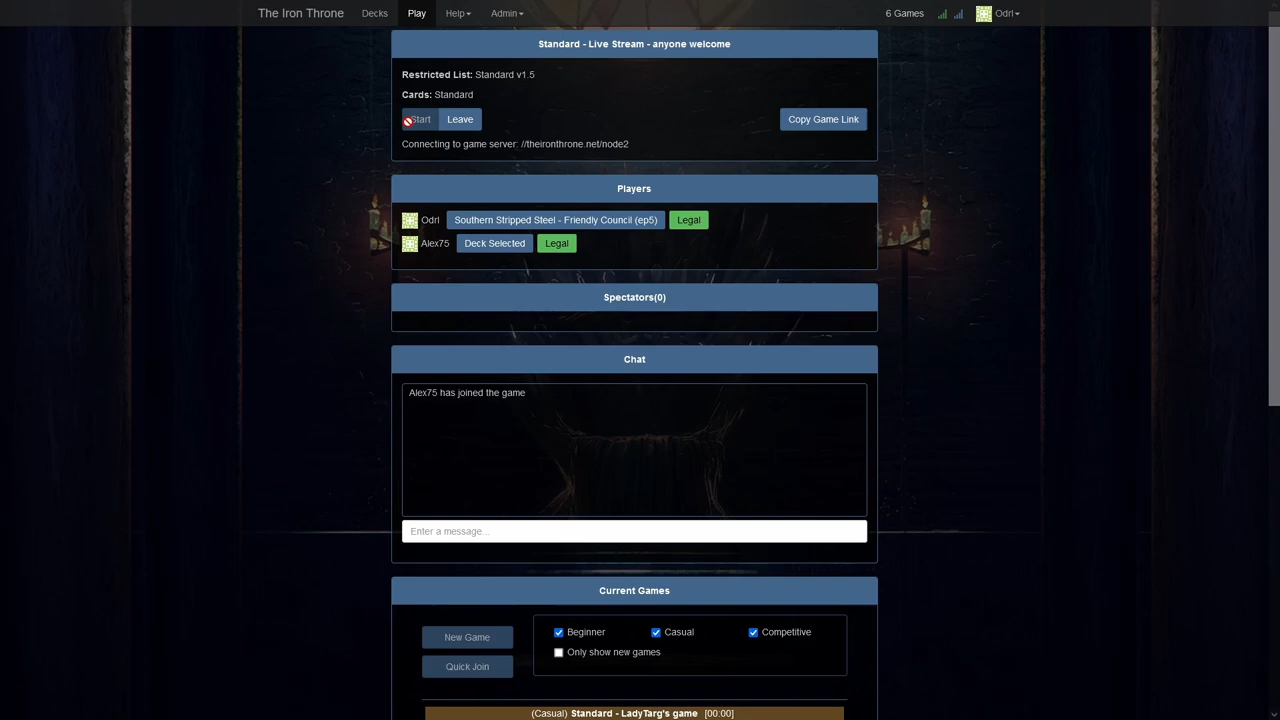 The Iron Throne Decks Play Help Admin 6 Games Odrl
Standard - Live Stream - anyone welcome
Restricted List: Standard v1.5
Cards: Standard
Start Leave Copy Game Link
Connecting to game server: //theironthrone.net/node2
Players
Odrl Southern Stripped Steel - Friendly Council (ep5) Legal
Alex75 Deck Selected Legal
Spectators(0)
Chat
Alex75 has joined the game
Enter a message...
Current Games
New Game
Beginner Casual Competitive
Only show new games
Quick Join
(Casual) Standard - LadyTarg's game [00:00]